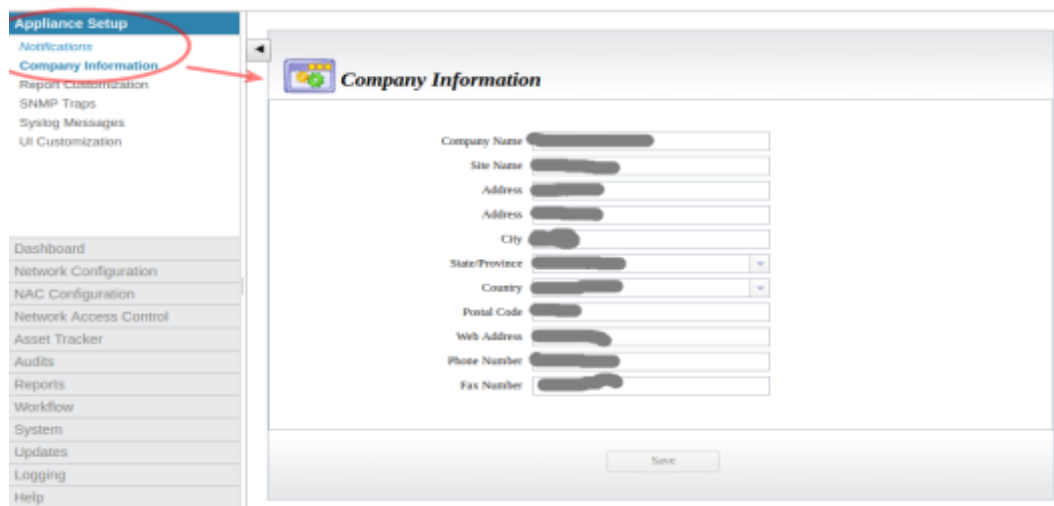 Appliance Setup
Notifications
Company Information
Report Customization
SNMP Traps
Syslog Messages
UI Customization
Dashboard
Network Configuration
NAC Configuration
Network Access Control
Asset Tracker
Audits
Reports
Workflow
System
Updates
Logging
Help
Company Information
Company Name
Site Name
Address
Address
City
State/Province
Country
Postal Code
Web Address
Phone Number
Fax Number
Save